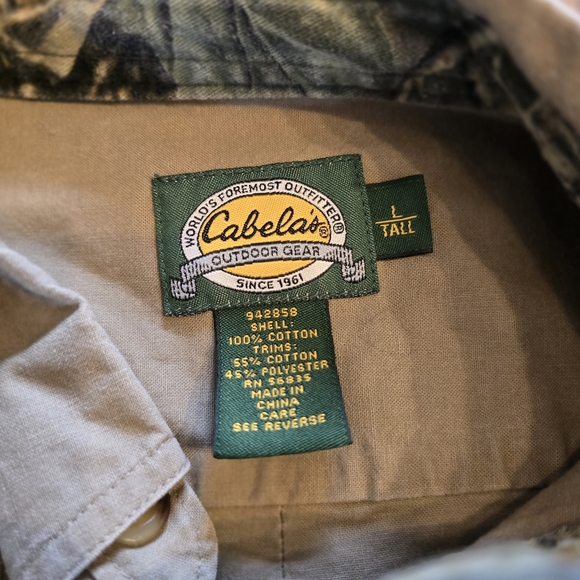 WORLD'S FOREMOST OUTFITTER®
Cabela's®
OUTDOOR GEAR
SINCE 1961
L
TALL
942858
SHELL:
100% COTTON
TRIMS:
55% COTTON
45% POLYESTER
RN 56835
MADE IN
CHINA
CARE
SEE REVERSE